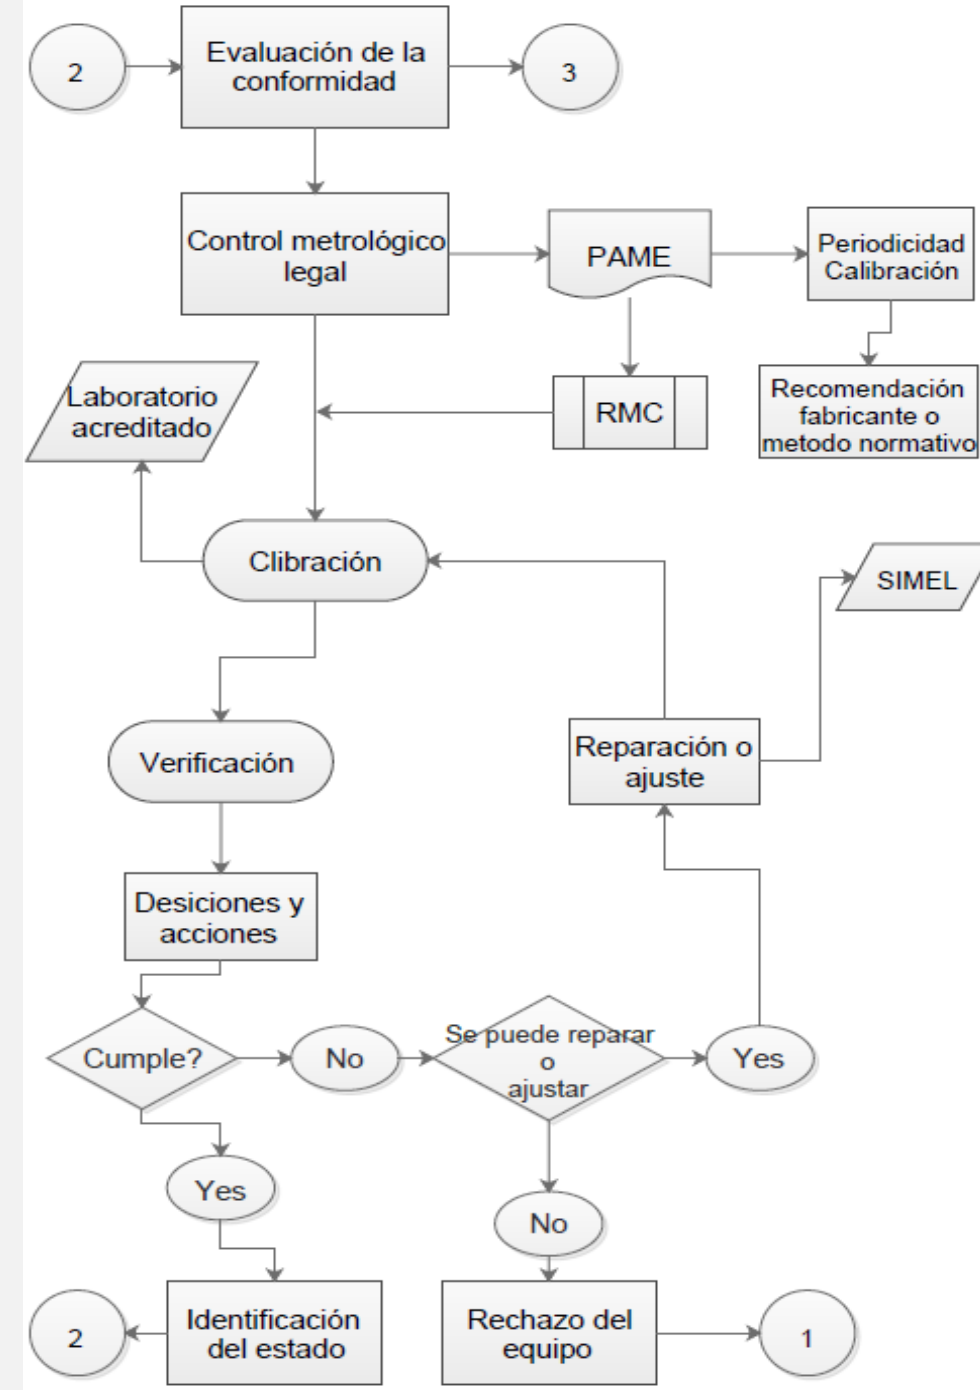 2
Evaluación de la
conformidad
3
Control metrológico
legal
PAME
Periodicidad
Calibración
Laboratorio
acreditado
RMC
Recomendación
fabricante o
metodo normativo
Clibración
SIMEL
Verificación
Reparación o
ajuste
Desiciones y
acciones
Cumple?
No
Se puede reparar
o
ajustar
Yes
Yes
No
2
Identificación
del estado
Rechazo del
equipo
1